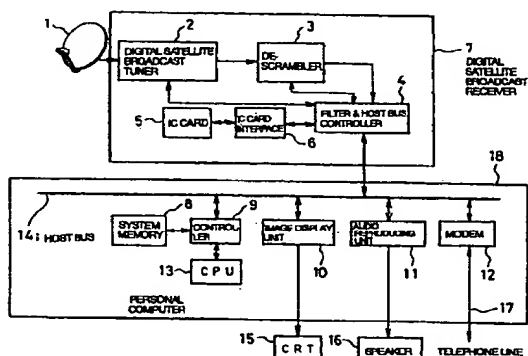 1
2
3
7
DIGITAL SATELLITE
BROADCAST
TUNER
DE-
SCRAMBLER
DIGITAL
SATELLITE
BROADCAST
RECEIVER
4
5
IC CARD
IC CARD
INTERFACE
6
FILTER & HOST BUS
CONTROLLER
18
14; HOST BUS
8
SYSTEM
MEMORY
9
CONTROL
LER
IMAGE DISPLAY
UNIT
10
AUDIO
REPRODUCING
UNIT
11
MODEM
12
13
CPU
17
PERSONAL
COMPUTER
15
CRT
16
SPEAKER
TELEPHONE LINE